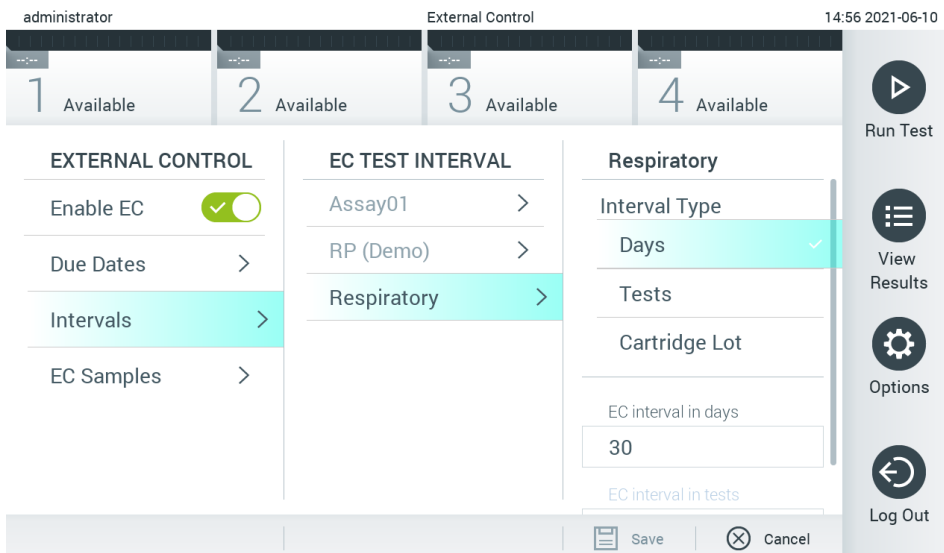 administrator
External Control
14:56 2021-06-10
--:--
1 Available
--:--
2 Available
--:--
3 Available
--:--
4 Available
Run Test
View
Results
Options
Log Out
EXTERNAL CONTROL
Enable EC
Due Dates
Intervals
EC Samples
EC TEST INTERVAL
Assay01
RP (Demo)
Respiratory
Respiratory
Interval Type
Days
Tests
Cartridge Lot
EC interval in days
30
EC interval in tests
Save
Cancel